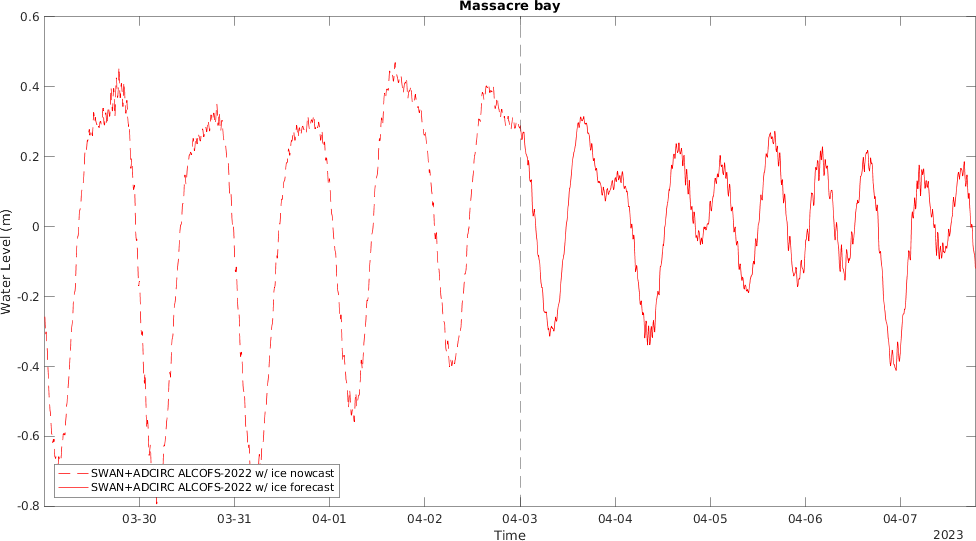 Massacre bay
0.6
0.4
0.2
0
-0.2
-0.4
-0.6
-0.8
Water Level (m)
SWAN+ADCIRC ALCOFS-2022 w/ ice nowcast
SWAN+ADCIRC ALCOFS-2022 w/ ice forecast
03-30 03-31 04-01 04-02 04-03 04-04 04-05 04-06 04-07
Time
2023